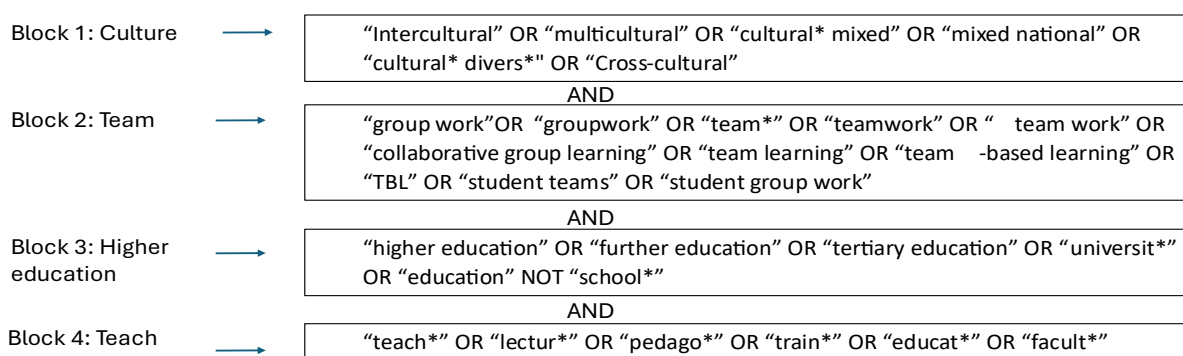 Block 1: Culture
“Intercultural” OR “multicultural” OR “cultural* mixed” OR “mixed national” OR
“cultural* divers*" OR “Cross-cultural”
AND
Block 2: Team
“group work”OR “groupwork” OR “team*” OR “teamwork” OR “ team work” OR
“collaborative group learning” OR “team learning” OR “team -based learning” OR
“TBL” OR “student teams” OR “student group work”
AND
Block 3: Higher
education
“higher education” OR “further education” OR “tertiary education” OR “universit*”
OR “education” NOT “school*”
AND
Block 4: Teach
“teach*” OR “lectur*” OR “pedago*” OR “train*” OR “educat*” OR “facult*”